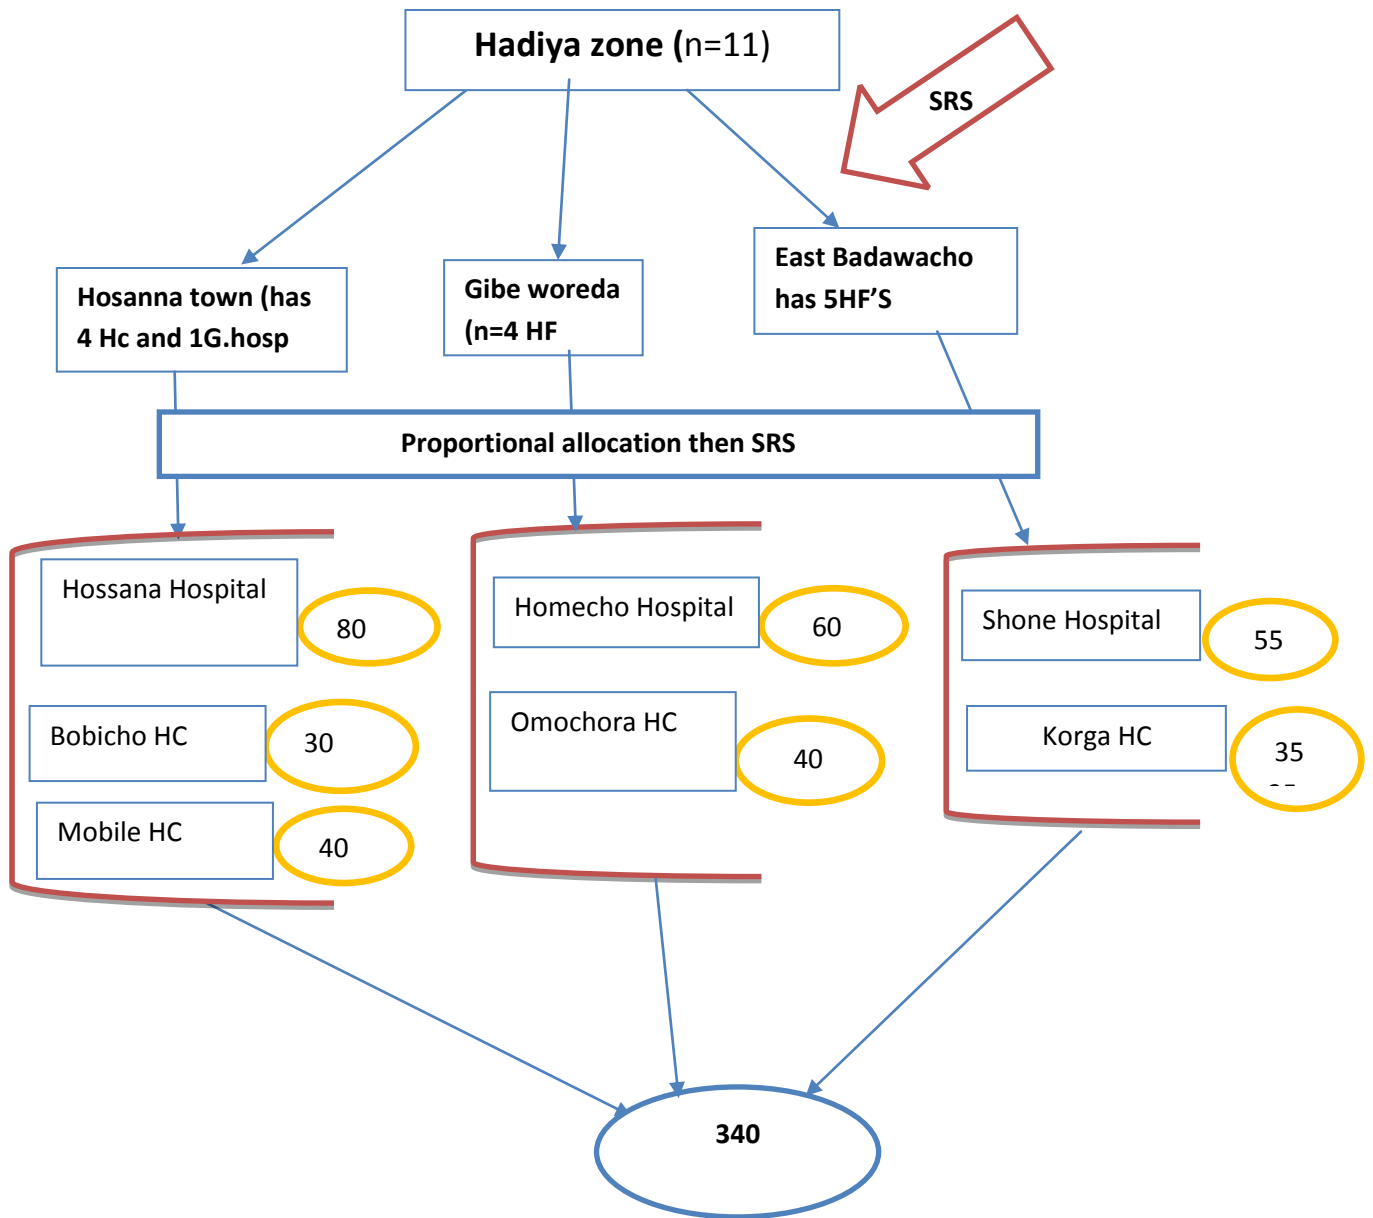 Hadiya zone (n=11)
SRS
Hosanna town (has
4 Hc and 1G.hosp
Gibe woreda
(n=4 HF
East Badawacho
has 5HF’S
Proportional allocation then SRS
Hossana Hospital
80
Bobicho HC
30
Mobile HC
40
Homecho Hospital
60
Omochora HC
40
Shone Hospital
55
Korga HC
35
340